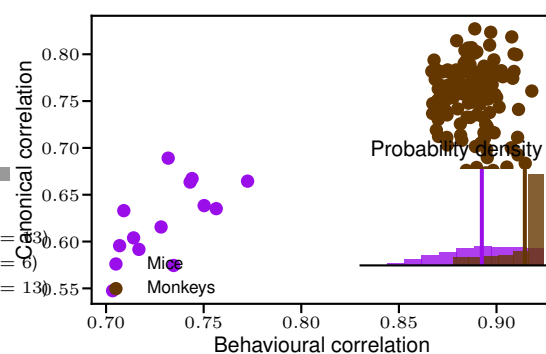 0.80
0.75
0.70
0.65
0.60
0.55
Canonical correlation
Probability density
= 3)
= 6)
= 13)
Mice
Monkeys
0.70 0.75 0.80 0.85 0.90
Behavioural correlation